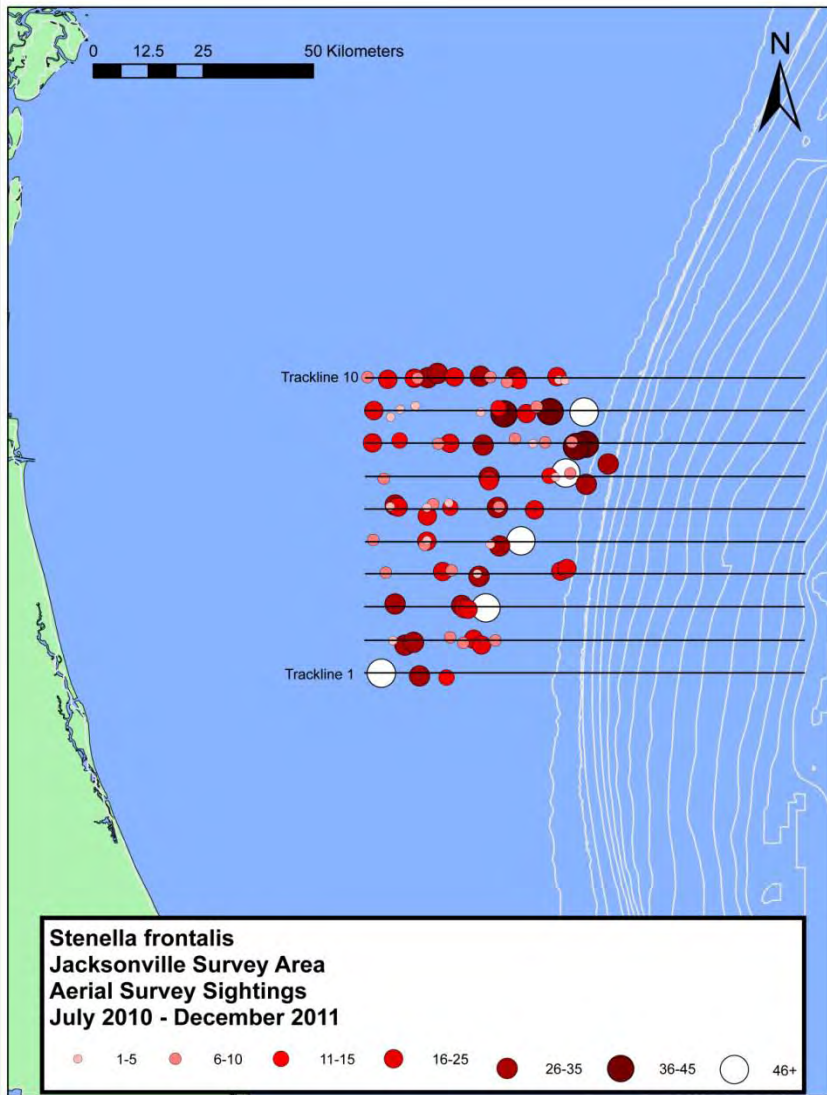 0 12.5 25 50 Kilometers
N
Trackline 10
Trackline 1
Stenella frontalis
Jacksonville Survey Area
Aerial Survey Sightings
July 2010 - December 2011
1-5 6-10 11-15 16-25 26-35 36-45 46+